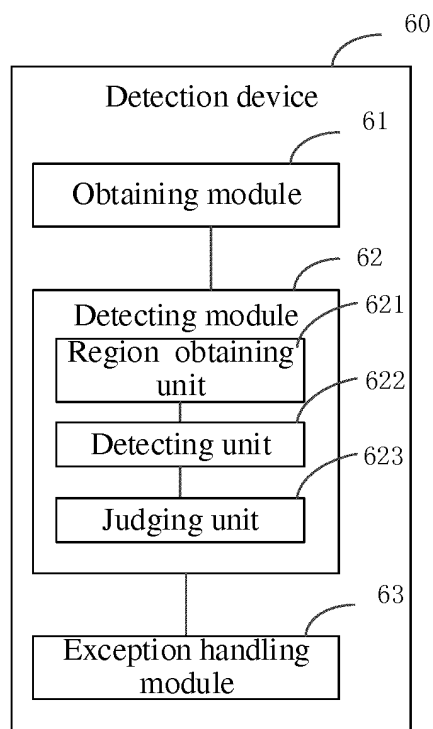 60
Detection device
61
Obtaining module
62
Detecting module
621
Region obtaining
unit
622
Detecting unit
623
Judging unit
63
Exception handling
module